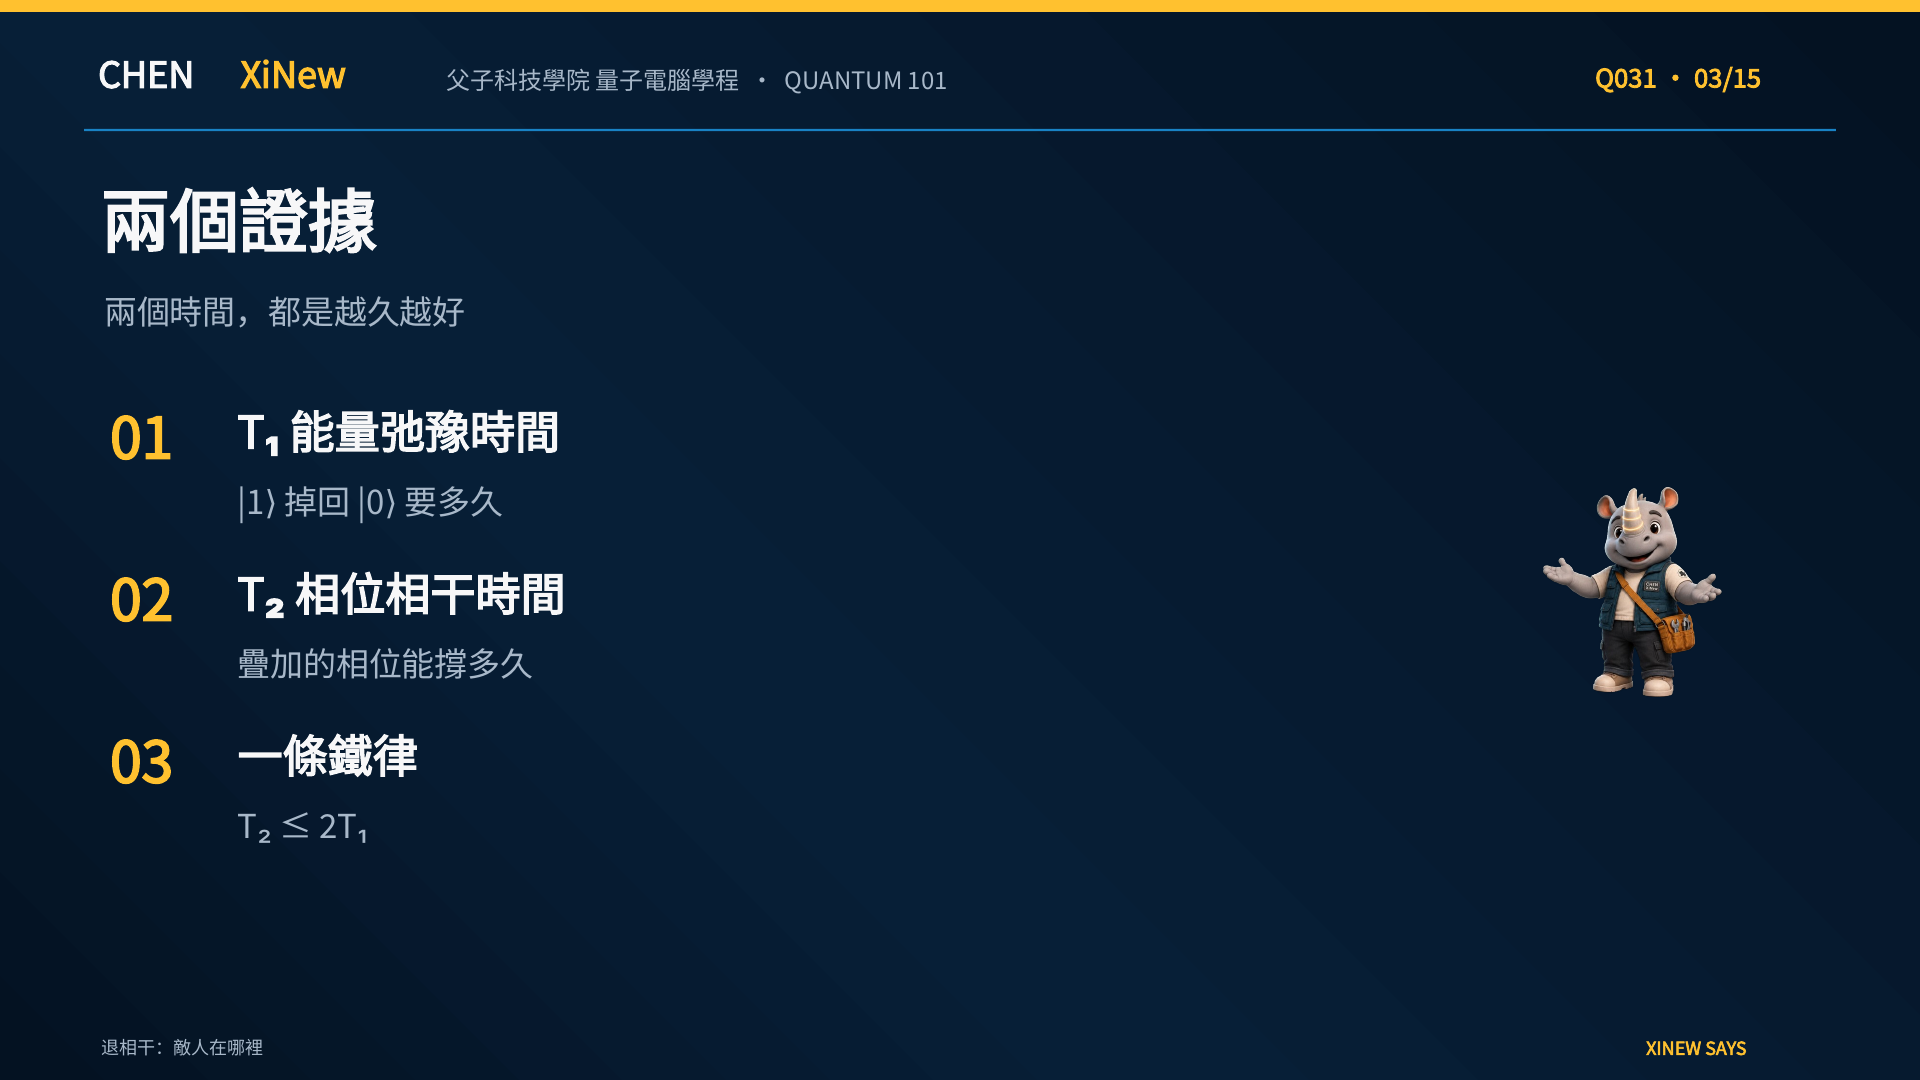 CHEN XiNew 父子科技學院 量子電腦學程 · QUANTUM 101 Q031 · 03/15
兩個證據
兩個時間，都是越久越好
01 T₁ 能量弛豫時間
|1⟩ 掉回 |0⟩ 要多久
02 T₂ 相位相干時間
疊加的相位能撐多久
03 一條鐵律
T₂ ≤ 2T₁
退相干：敵人在哪裡 XINEW SAYS